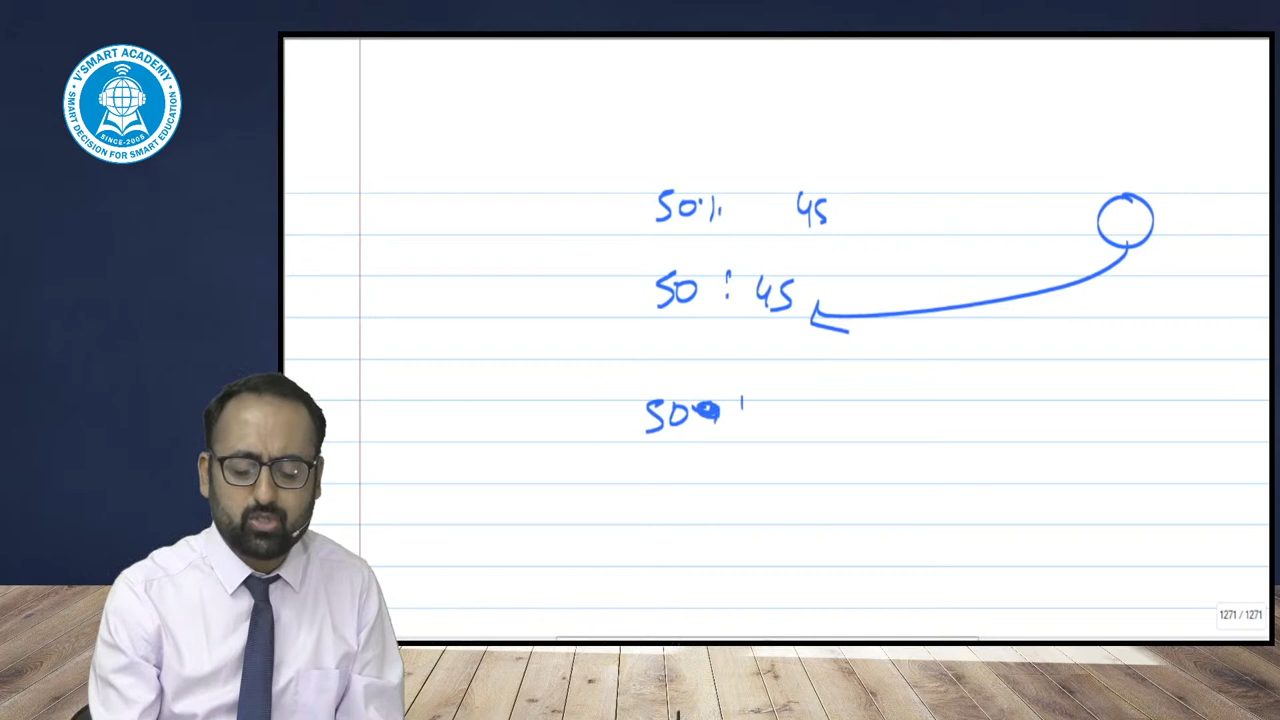 V'SMART ACADEMY
SINCE-2005
SMART DECISION FOR SMART EDUCATION
50% 45
50 : 45
50
1271 / 1271